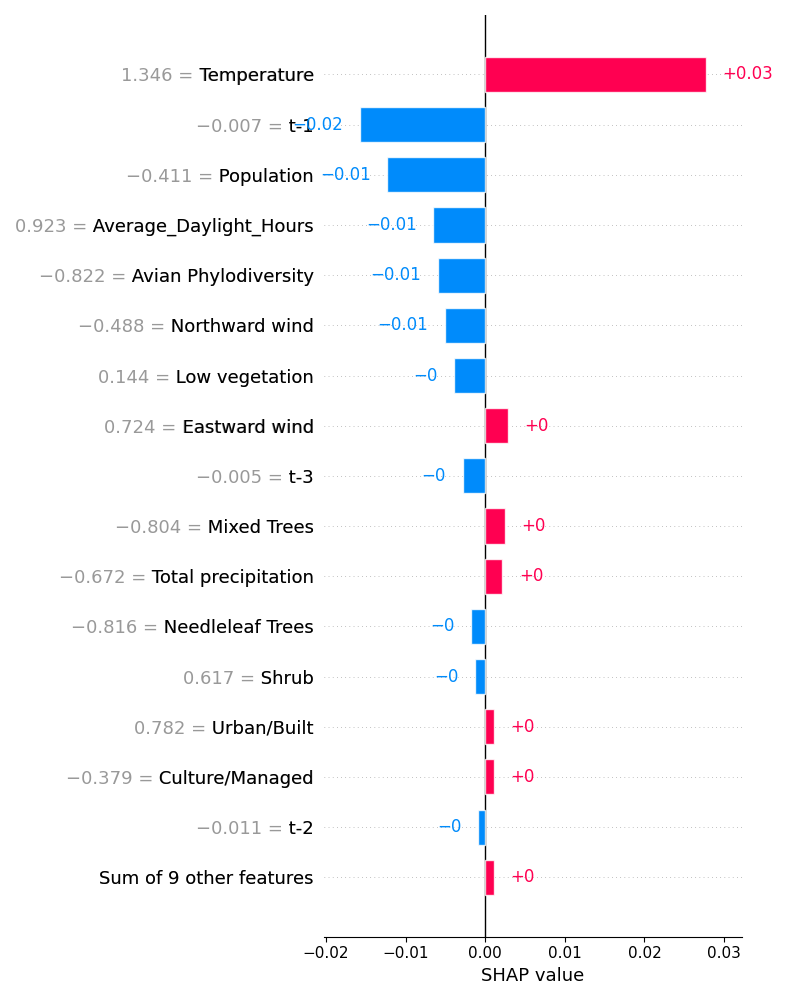 1.346 = Temperature +0.03
−0.007 = t-1 −0.02
−0.411 = Population −0.01
0.923 = Average_Daylight_Hours −0.01
−0.822 = Avian Phylodiversity −0.01
−0.488 = Northward wind −0.01
0.144 = Low vegetation −0
0.724 = Eastward wind +0
−0.005 = t-3 −0
−0.804 = Mixed Trees +0
−0.672 = Total precipitation +0
−0.816 = Needleleaf Trees −0
0.617 = Shrub −0
0.782 = Urban/Built +0
−0.379 = Culture/Managed +0
−0.011 = t-2 −0
Sum of 9 other features +0
−0.02 −0.01 0.00 0.01 0.02 0.03
SHAP value